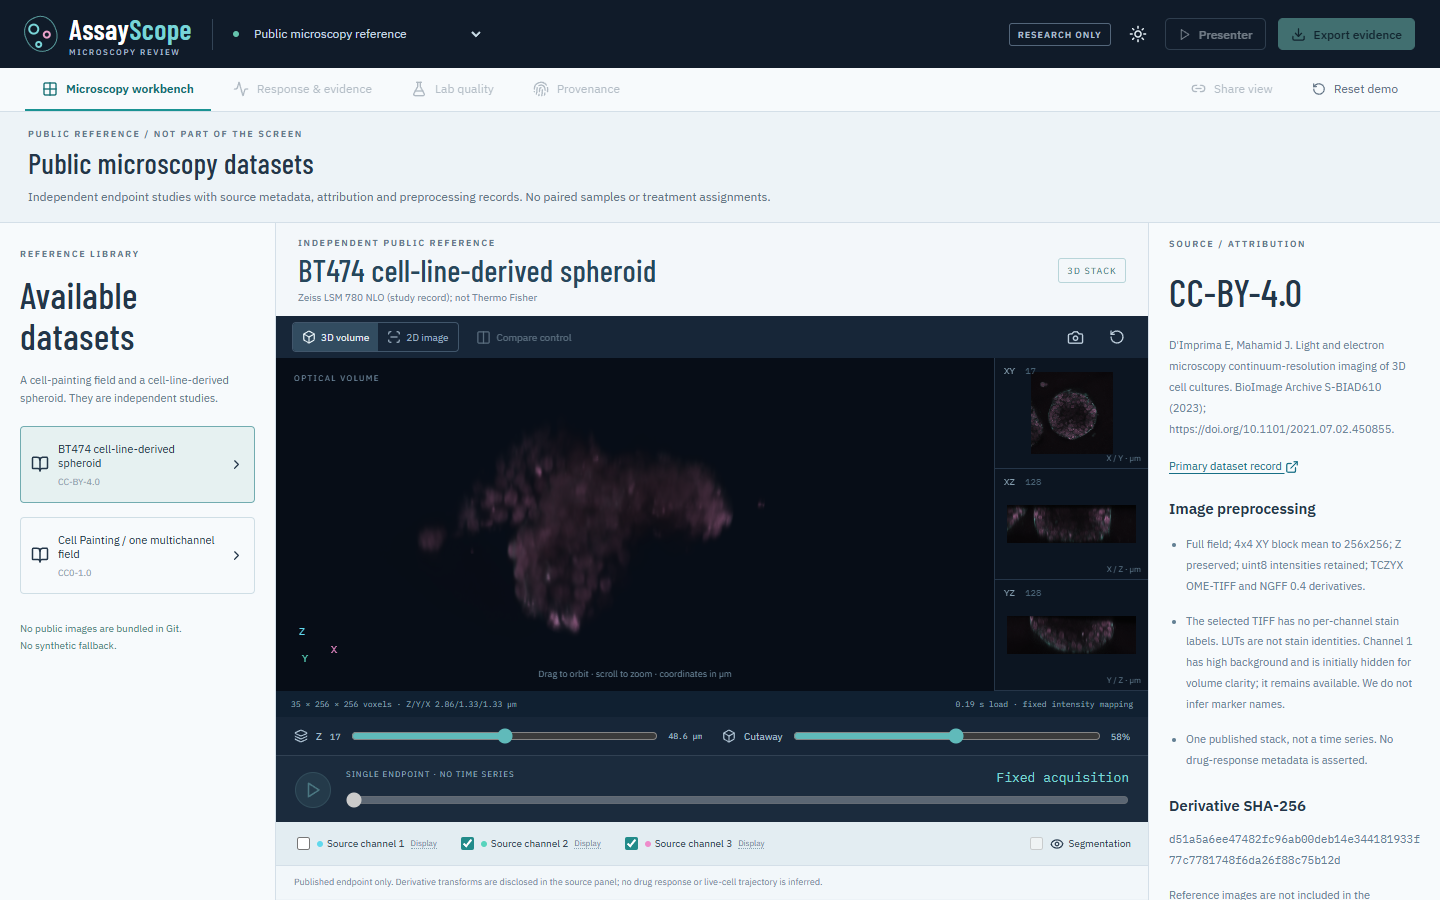 AssayScope
MICROSCOPY REVIEW
Public microscopy reference
RESEARCH ONLY
Presenter
Export evidence
Microscopy workbench
Response & evidence
Lab quality
Provenance
Share view
Reset demo
PUBLIC REFERENCE / NOT PART OF THE SCREEN
Public microscopy datasets
Independent endpoint studies with source metadata, attribution and preprocessing records. No paired samples or treatment assignments.
REFERENCE LIBRARY
Available
datasets
A cell-painting field and a cell-line-derived
spheroid. They are independent studies.
BT474 cell-line-derived
spheroid
CC-BY-4.0
Cell Painting / one multichannel
field
CC0-1.0
No public images are bundled in Git.
No synthetic fallback.
INDEPENDENT PUBLIC REFERENCE
BT474 cell-line-derived spheroid
Zeiss LSM 780 NLO (study record); not Thermo Fisher
3D STACK
3D volume
2D image
Compare control
OPTICAL VOLUME
Z
X
Y
Drag to orbit · scroll to zoom · coordinates in µm
XY 17
X / Y · µm
XZ 128
X / Z · µm
YZ 128
Y / Z · µm
35 × 256 × 256 voxels · Z/Y/X 2.86/1.33/1.33 µm
0.19 s load · fixed intensity mapping
Z 17
48.6 µm
Cutaway
58%
SINGLE ENDPOINT · NO TIME SERIES
Fixed acquisition
Source channel 1 Display
Source channel 2 Display
Source channel 3 Display
Segmentation
Published endpoint only. Derivative transforms are disclosed in the source panel; no drug response or live-cell trajectory is inferred.
SOURCE / ATTRIBUTION
CC-BY-4.0
D'Imprima E, Mahamid J. Light and electron
microscopy continuum-resolution imaging of 3D
cell cultures. BioImage Archive S-BIAD610
(2023);
https://doi.org/10.1101/2021.07.02.450855.
Primary dataset record
Image preprocessing
Full field; 4x4 XY block mean to 256x256; Z
preserved; uint8 intensities retained; TCZYX
OME-TIFF and NGFF 0.4 derivatives.
The selected TIFF has no per-channel stain
labels. LUTs are not stain identities. Channel 1
has high background and is initially hidden for
volume clarity; it remains available. We do not
infer marker names.
One published stack, not a time series. No
drug-response metadata is asserted.
Derivative SHA-256
d51a5a6ee47482fc96ab00deb14e344181933f
77c7781748f6da26f88c75b12d
Reference images are not included in the